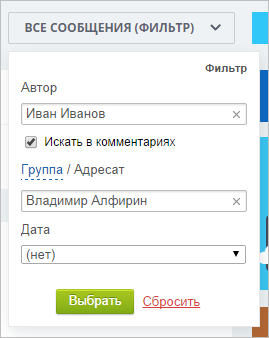 ВСЕ СООБЩЕНИЯ (ФИЛЬТР)
Фильтр
Автор
Иван Иванов
Искать в комментариях
Группа / Адресат
Владимир Алфирин
Дата
(нет)
Выбрать Сбросить